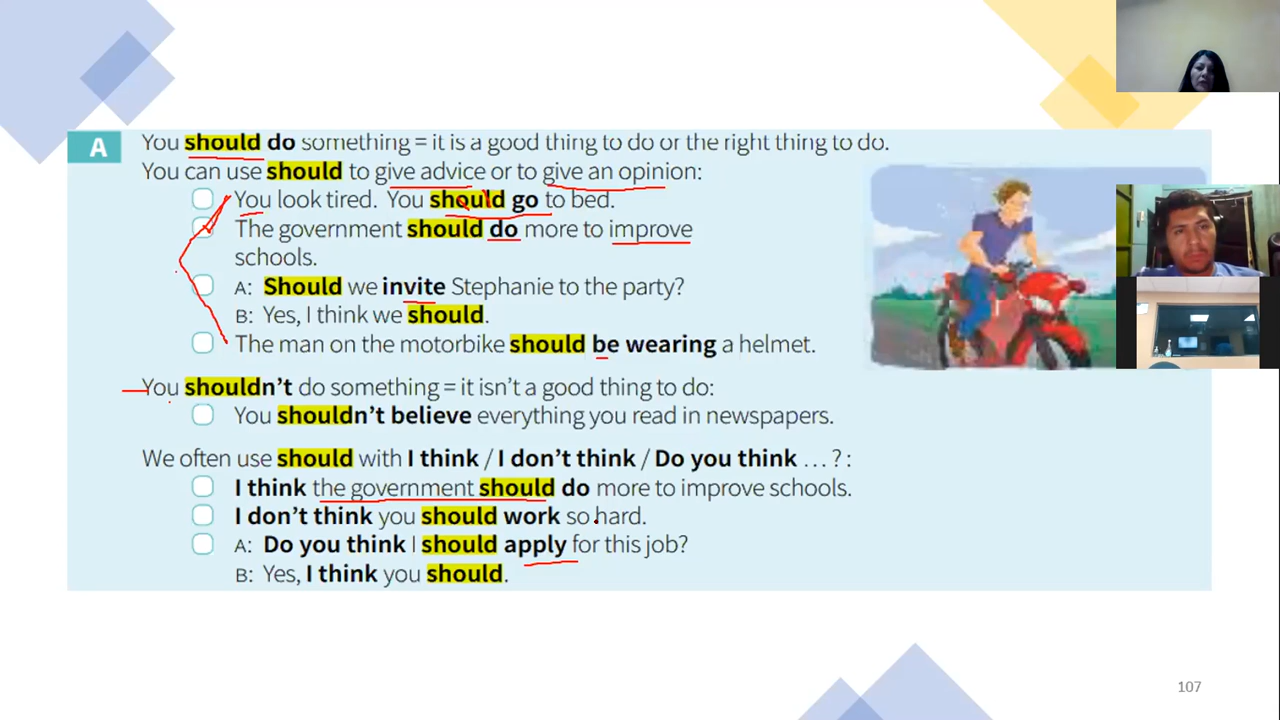 A
You should do something = it is a good thing to do or the right thing to do.
You can use should to give advice or to give an opinion:
You look tired. You should go to bed.
The government should do more to improve
schools.
A: Should we invite Stephanie to the party?
B: Yes, I think we should.
The man on the motorbike should be wearing a helmet.
You shouldn't do something = it isn't a good thing to do:
You shouldn't believe everything you read in newspapers.
We often use should with I think / I don't think / Do you think … ? :
I think the government should do more to improve schools.
I don't think you should work so hard.
A: Do you think I should apply for this job?
B: Yes, I think you should.
107